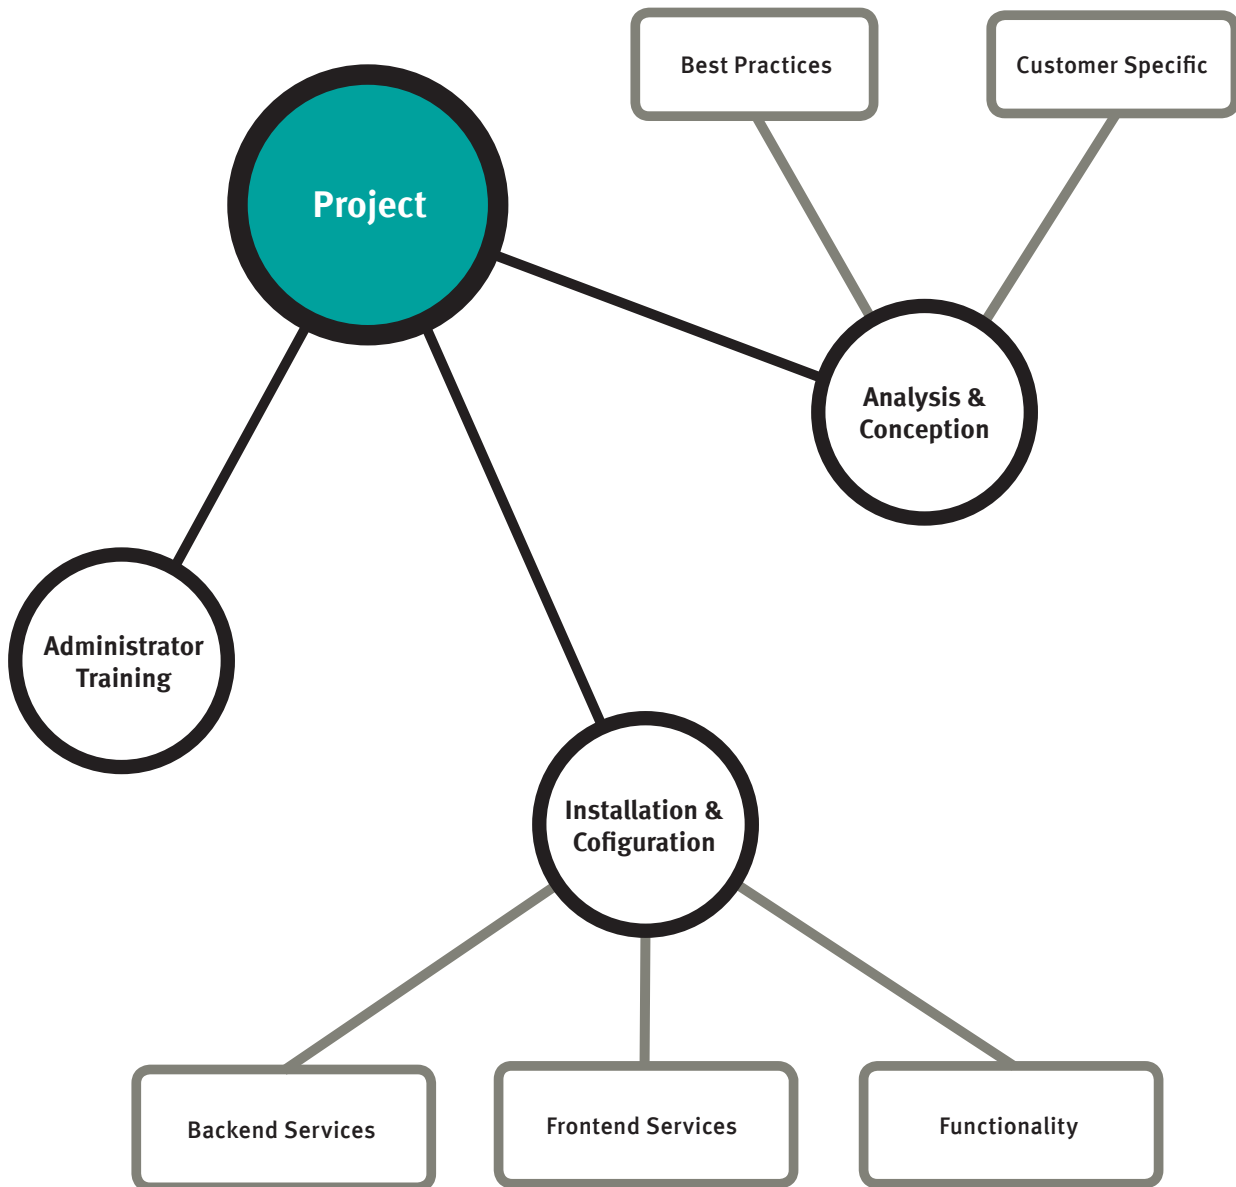 Best Practices
Customer Specific
Project
Analysis &
Conception
Administrator
Training
Installation &
Cofiguration
Backend Services
Frontend Services
Functionality